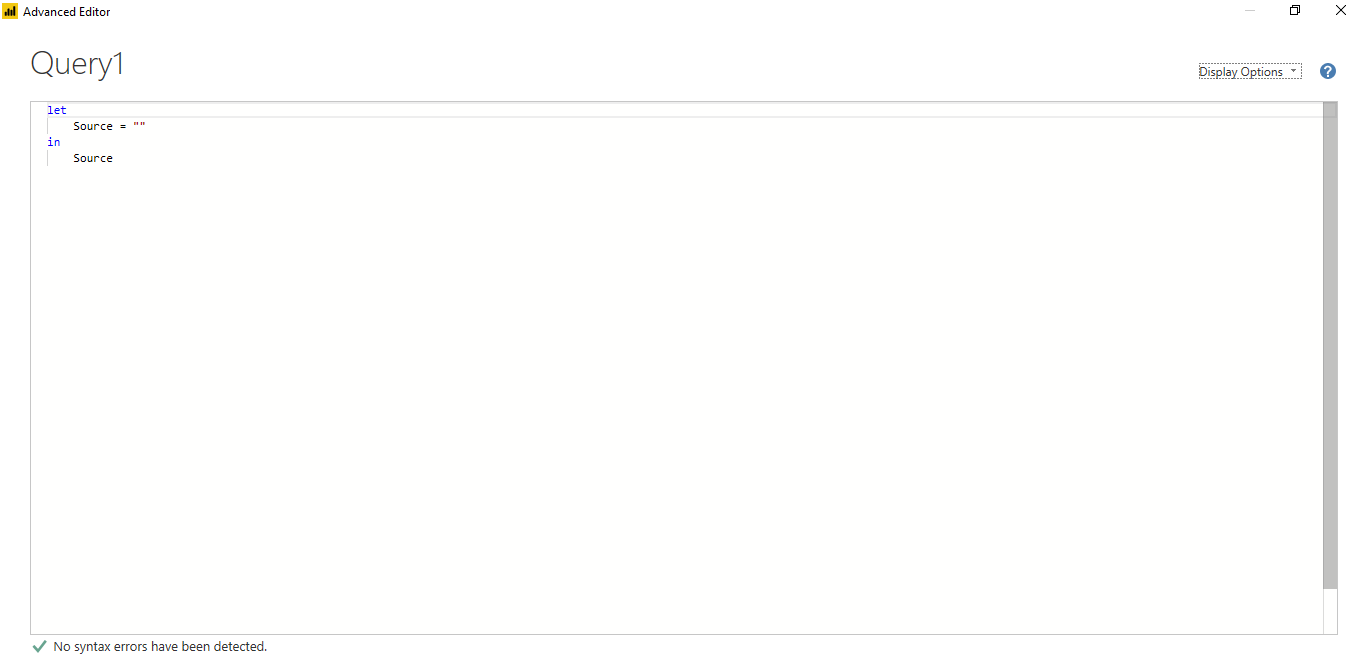 Advanced Editor
Query1
Display Options
?
let
    Source = ""
in
    Source
No syntax errors have been detected.